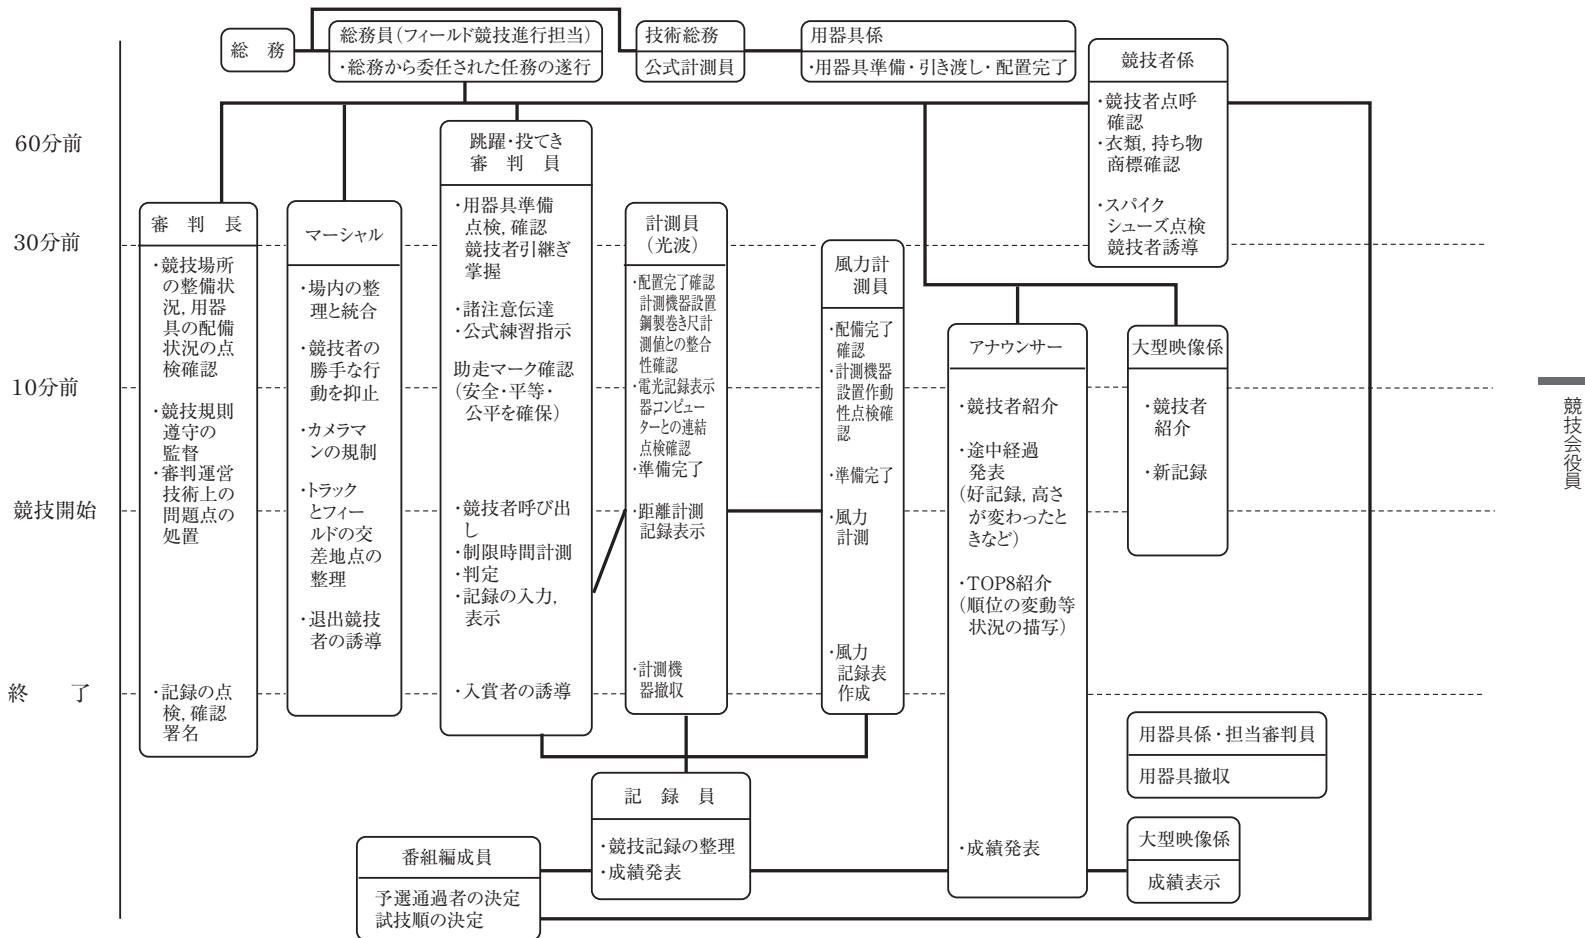 総　務
総務員(フィールド競技進行担当)
・総務から委任された任務の遂行
技術総務
公式計測員
用器具係
・用器具準備・引き渡し・配置完了
競技者係
・競技者点呼
確認
・衣類, 持ち物
商標確認
・スパイク
シューズ点検
競技者誘導
60分前
30分前
10分前
競技開始
終　了
審　判　長
・競技場所
の整備状
況, 用器
具の配備
状況の点
検確認
・競技規則
遵守の
監督
・審判運営
技術上の
問題点の
処置
・記録の点
検, 確認
署名
マーシャル
・場内の整
理と統合
・競技者の
勝手な行
動を抑止
・カメラマ
ンの規制
・トラック
とフィー
ルドの交
差地点の
整理
・退出競技
者の誘導
跳躍・投てき
審　判　員
・用器具準備
点検, 確認
競技者引継ぎ
掌握
・諸注意伝達
・公式練習指示
助走マーク確認
(安全・平等・
公平を確保)
・競技者呼び出
し
・制限時間計測
・判定
・記録の入力,
表示
・入賞者の誘導
計測員
(光波)
・配置完了確認
計測機器設置
鋼製巻き尺計
測値との整合
性確認
・電光記録表示
器コンピュー
ターとの連結
点検確認
・準備完了
・距離計測
記録表示
・計測機
器撤収
風力計
測員
・配備完了
確認
・計測機器
設置作動
性点検確
認
・準備完了
・風力
計測
・風力
記録表
作成
アナウンサー
・競技者紹介
・途中経過
発表
(好記録, 高さ
が変わったと
きなど)
・TOP8紹介
(順位の変動等
状況の描写)
・成績発表
大型映像係
・競技者
紹介
・新記録
用器具係・担当審判員
用器具撤収
大型映像係
成績表示
記　録　員
・競技記録の整理
・成績発表
番組編成員
予選通過者の決定
試技順の決定
競技会役員